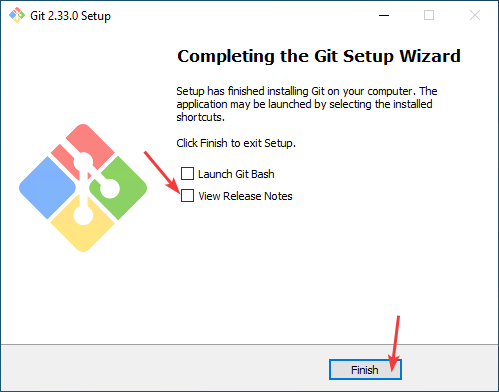 Git 2.33.0 Setup
Completing the Git Setup Wizard
Setup has finished installing Git on your computer. The
application may be launched by selecting the installed
shortcuts.
Click Finish to exit Setup.
Launch Git Bash
View Release Notes
Finish